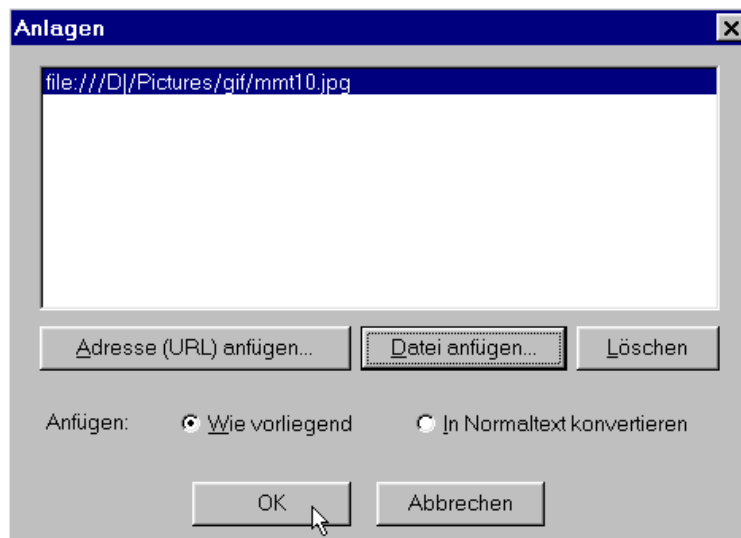 Anlagen
file:///D|/Pictures/gif/mmt10.jpg
Adresse (URL) anfügen... Datei anfügen... Löschen
Anfügen: Wie vorliegend In Normaltext konvertieren
OK Abbrechen